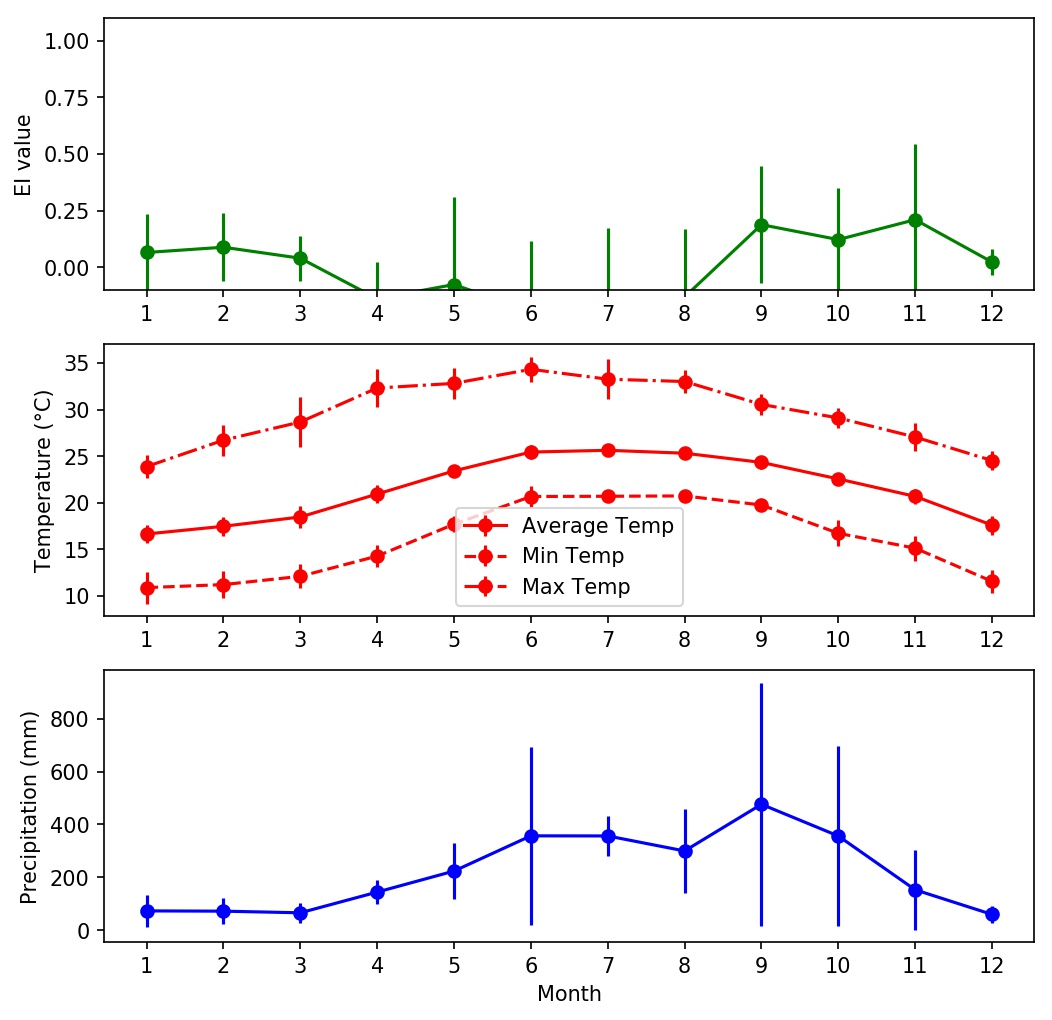 EI value
1.00
0.75
0.50
0.25
0.00
1 2 3 4 5 6 7 8 9 10 11 12
Temperature (°C)
35
30
25
20
15
10
Average Temp
Min Temp
Max Temp
1 2 3 4 5 6 7 8 9 10 11 12
Precipitation (mm)
800
600
400
200
0
1 2 3 4 5 6 7 8 9 10 11 12
Month